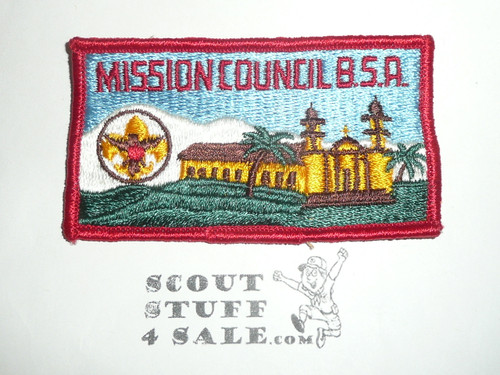 MISSION COUNCIL B.S.A.
SCOUT
STUFF
4 SALE.COM